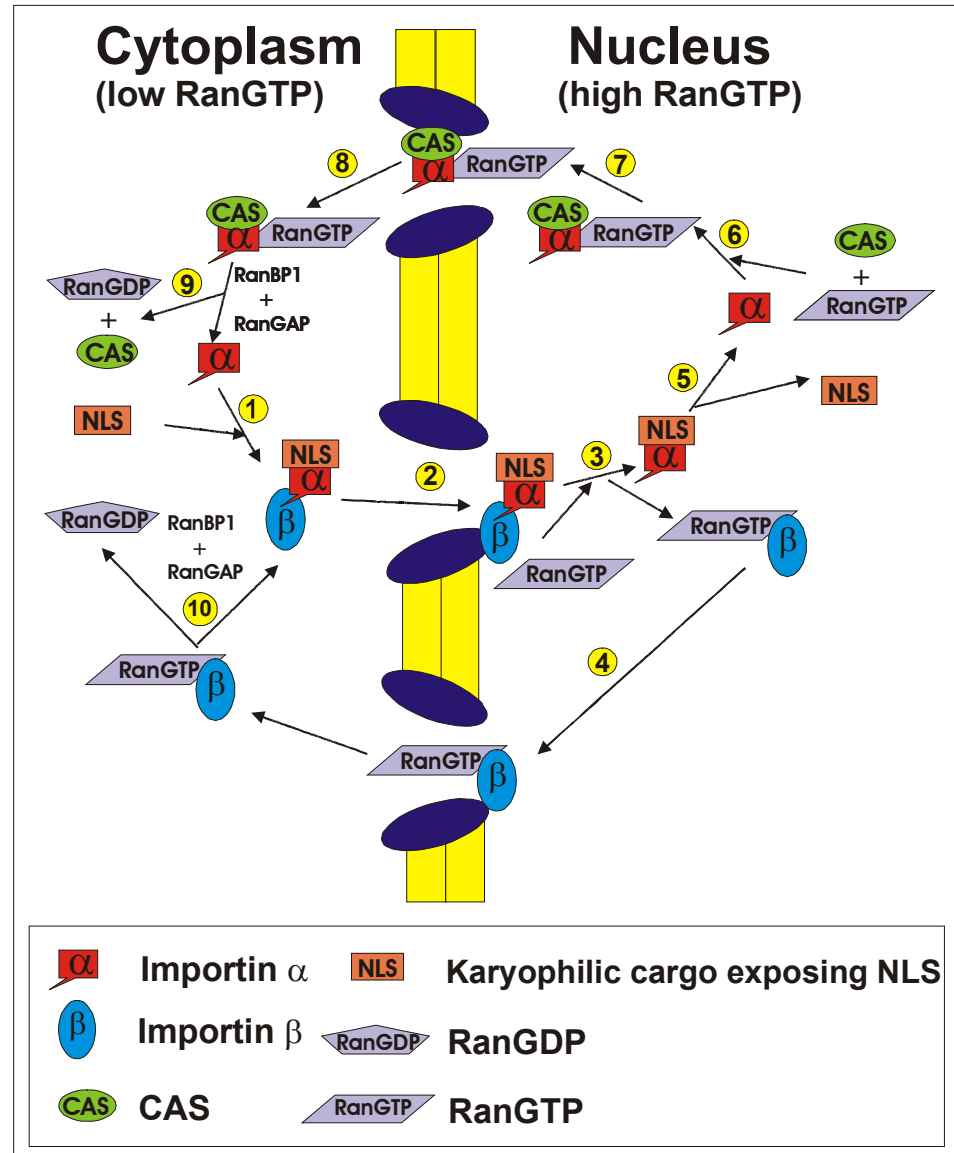 Cytoplasm
(low RanGTP)
Nucleus
(high RanGTP)
CAS
α
RanGTP
8
7
CAS
α
RanGTP
CAS
α
RanGTP
6
CAS
+
RanGTP
RanGDP
9
+
CAS
RanBP1
+
RanGAP
α
α
5
NLS
1
NLS
NLS
α
β
2
NLS
α
β
3
NLS
α
RanGTP
RanGTP
β
RanGDP
RanBP1
+
RanGAP
10
RanGTP
β
4
RanGTP
β
α
Importin α
NLS
Karyophilic cargo exposing NLS
β
Importin β
RanGDP
RanGDP
CAS
CAS
RanGTP
RanGTP